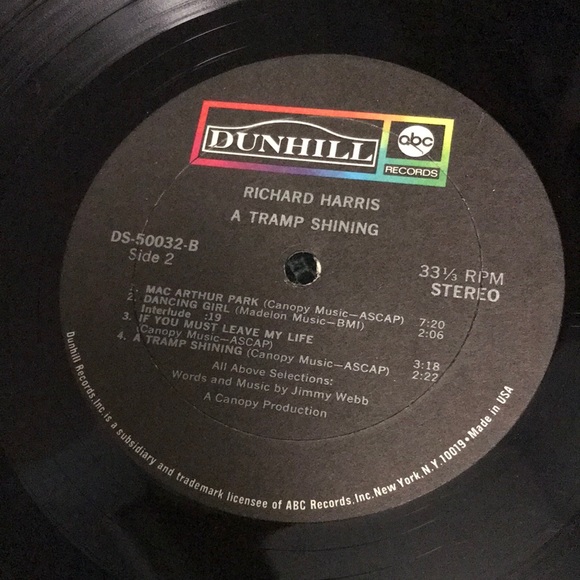 DUNHILL abc
RECORDS
RICHARD HARRIS
A TRAMP SHINING
DS-50032-B
Side 2
33⅓ RPM
STEREO
1. MAC ARTHUR PARK (Canopy Music—ASCAP) 7:20
2. DANCING GIRL (Madelon Music—BMI) 2:06
Interlude :19
3. IF YOU MUST LEAVE MY LIFE
(Canopy Music—ASCAP) 3:18
4. A TRAMP SHINING (Canopy Music—ASCAP) 2:22
All Above Selections:
Words and Music by Jimmy Webb
A Canopy Production
Dunhill Records, Inc. is a subsidiary and trademark licensee of ABC Records, Inc. New York, N.Y. 10019 • Made in USA